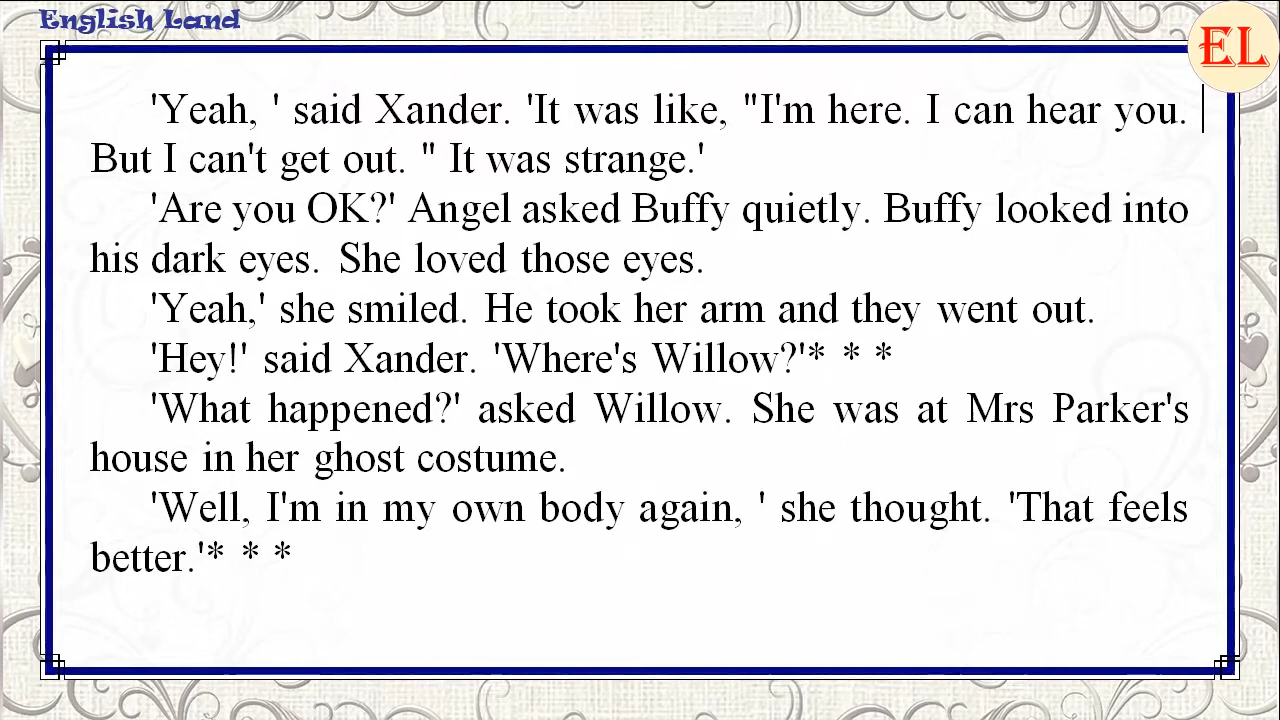 English Land
EL
'Yeah, ' said Xander. 'It was like, "I'm here. I can hear you.
But I can't get out. " It was strange.'
'Are you OK?' Angel asked Buffy quietly. Buffy looked into
his dark eyes. She loved those eyes.
'Yeah,' she smiled. He took her arm and they went out.
'Hey!' said Xander. 'Where's Willow?'* * *
'What happened?' asked Willow. She was at Mrs Parker's
house in her ghost costume.
'Well, I'm in my own body again, ' she thought. 'That feels
better.'* * *